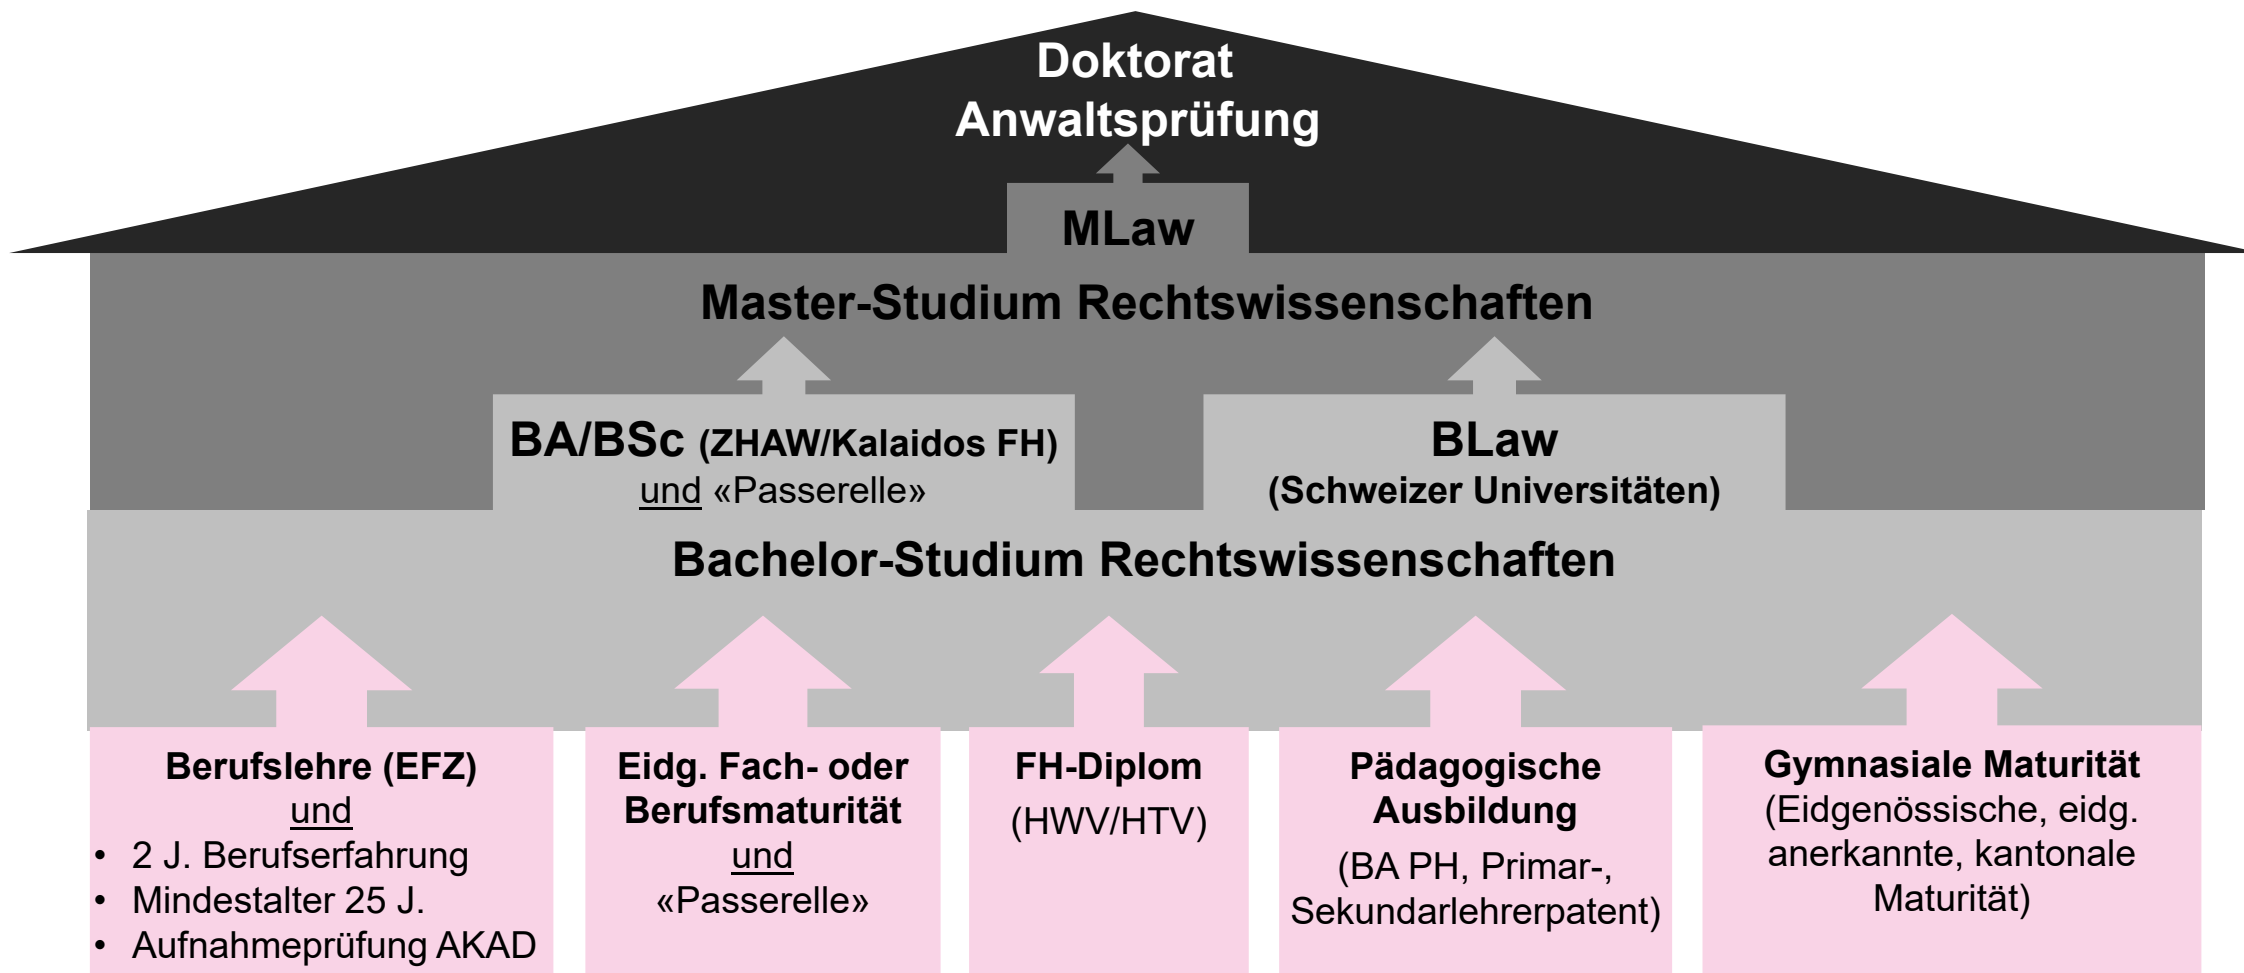 Doktorat
Anwaltsprüfung
MLaw
Master-Studium Rechtswissenschaften
BA/BSc (ZHAW/Kalaidos FH)
und «Passerelle»
BLaw
(Schweizer Universitäten)
Bachelor-Studium Rechtswissenschaften
Berufslehre (EFZ)
und
• 2 J. Berufserfahrung
• Mindestalter 25 J.
• Aufnahmeprüfung AKAD
Eidg. Fach- oder
Berufsmaturität
und
«Passerelle»
FH-Diplom
(HWV/HTV)
Pädagogische
Ausbildung
(BA PH, Primar-,
Sekundarlehrerpatent)
Gymnasiale Maturität
(Eidgenössische, eidg.
anerkannte, kantonale
Maturität)